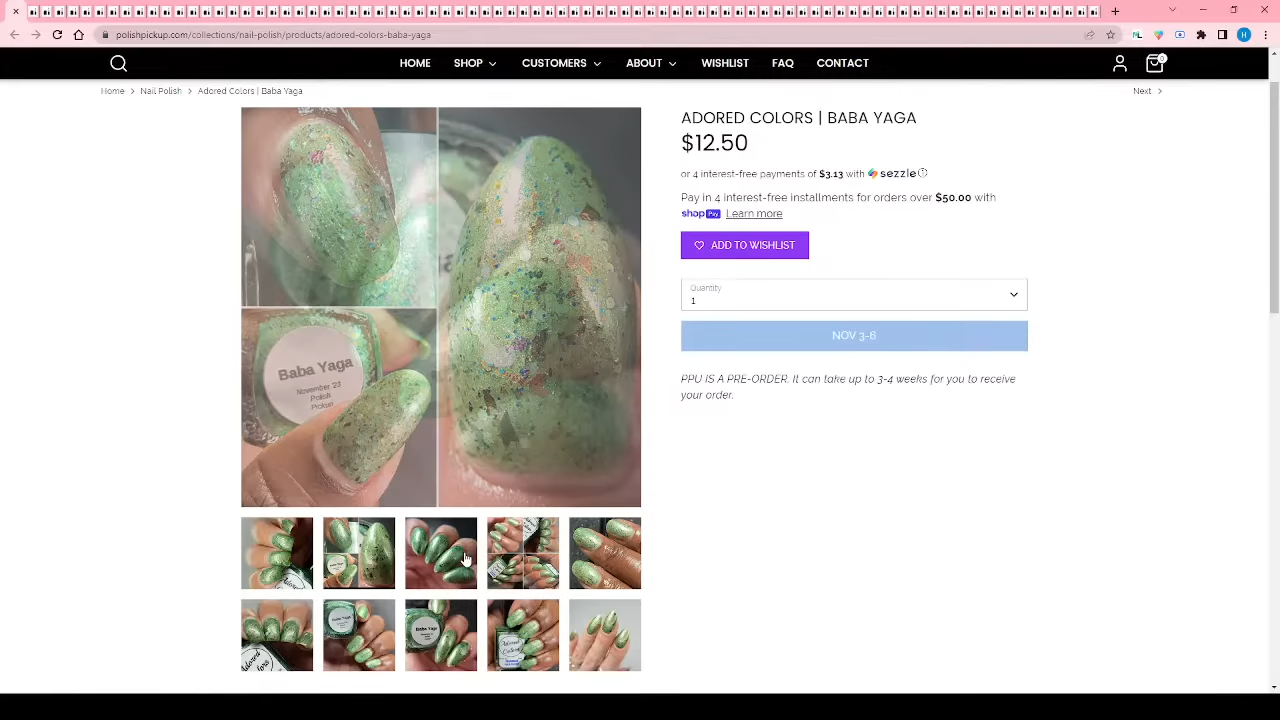 polishpickup.com/collections/nail-polish/products/adored-colors-baba-yaga
HOME SHOP CUSTOMERS ABOUT WISHLIST FAQ CONTACT
0
Home > Nail Polish > Adored Colors | Baba Yaga
Next >
ADORED COLORS | BABA YAGA
$12.50
or 4 interest-free payments of $3.13 with sezzle
Pay in 4 interest-free installments for orders over $50.00 with
shop Pay Learn more
ADD TO WISHLIST
Quantity
1
NOV 3-6
PPU IS A PRE-ORDER. It can take up to 3-4 weeks for you to receive
your order.
Baba Yaga
November '23
Polish
Pickup